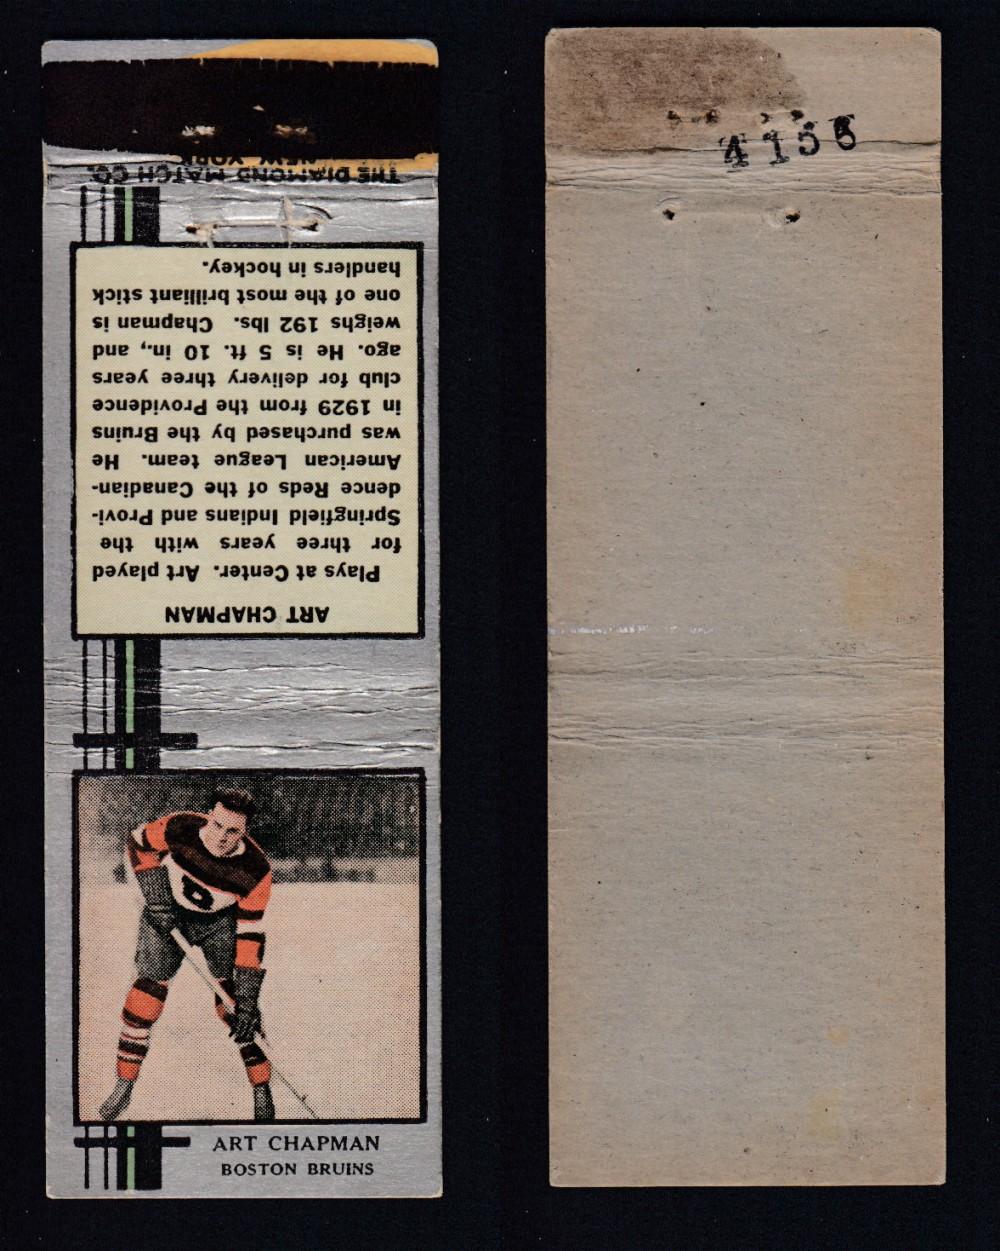 THE DIAMOND MATCH CO.
NEW YORK
ART CHAPMAN
Plays at Center. Art played
for three years with the
Springfield Indians and Provi-
dence Reds of the Canadian-
American League team. He
was purchased by the Bruins
in 1929 from the Providence
club for delivery three years
ago. He is 5 ft. 10 in., and
weighs 192 lbs. Chapman is
one of the most brilliant stick
handlers in hockey.
B
ART CHAPMAN
BOSTON BRUINS
4156